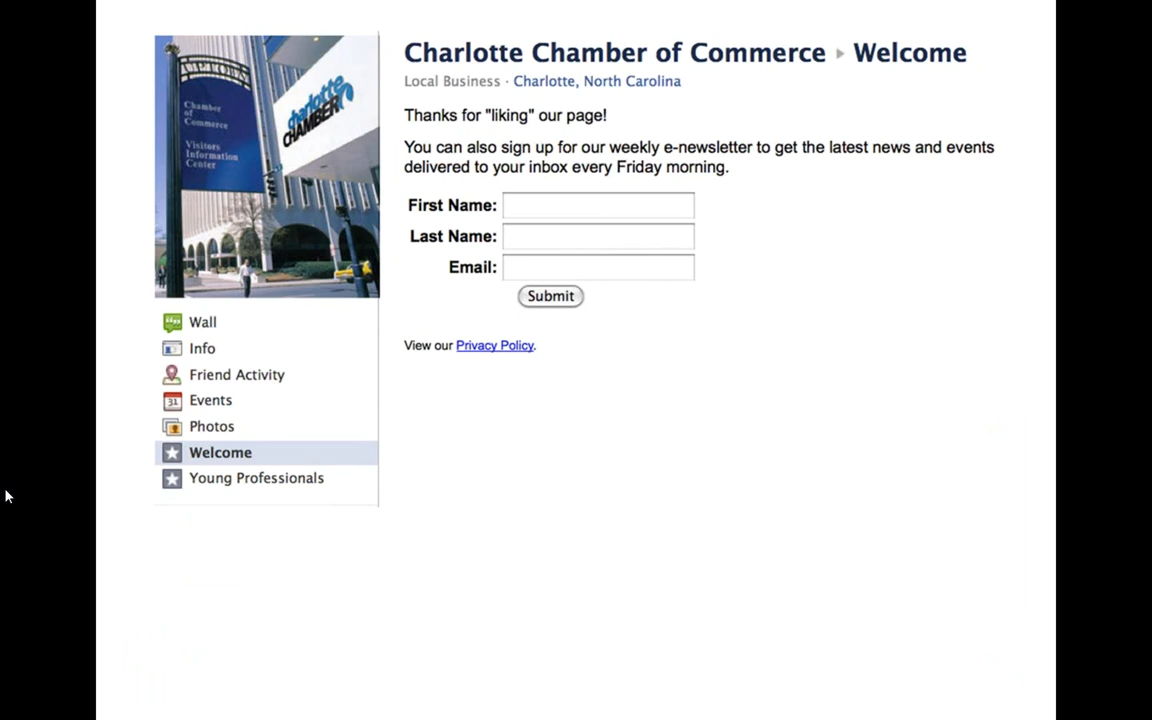 Charlotte Chamber of Commerce ▸ Welcome
Local Business · Charlotte, North Carolina
Thanks for "liking" our page!
You can also sign up for our weekly e-newsletter to get the latest news and events
delivered to your inbox every Friday morning.
First Name:
Last Name:
Email:
Submit
View our Privacy Policy.
Chamber
of
Commerce
Visitors
Information
Center
charlotte
CHAMBER
Wall
Info
31
Friend Activity
Events
Photos
Welcome
Young Professionals